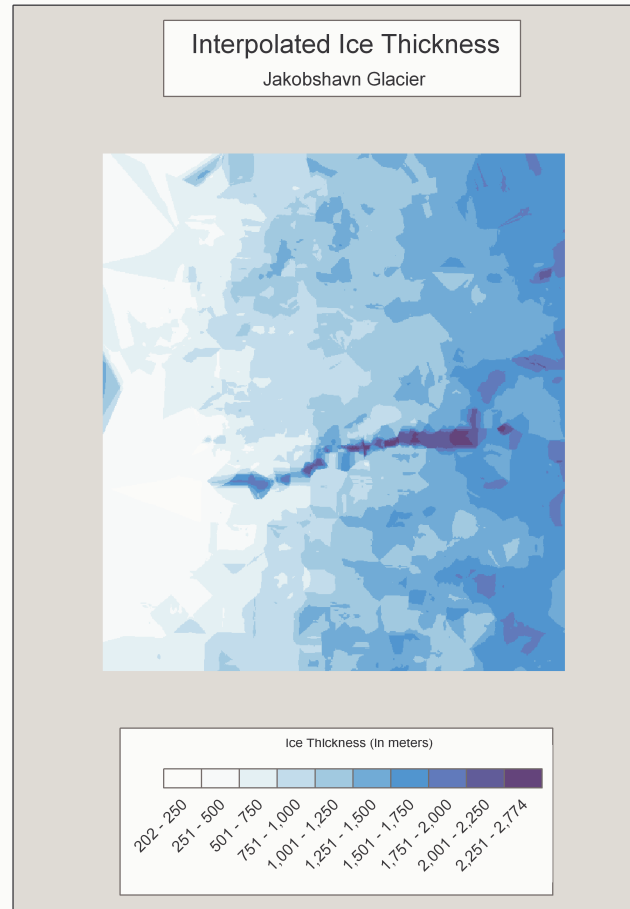 Interpolated Ice Thickness
Jakobshavn Glacier
Ice Thickness (in meters)
202 - 250
251 - 500
501 - 750
751 - 1,000
1,001 - 1,250
1,251 - 1,500
1,501 - 1,750
1,751 - 2,000
2,001 - 2,250
2,251 - 2,774